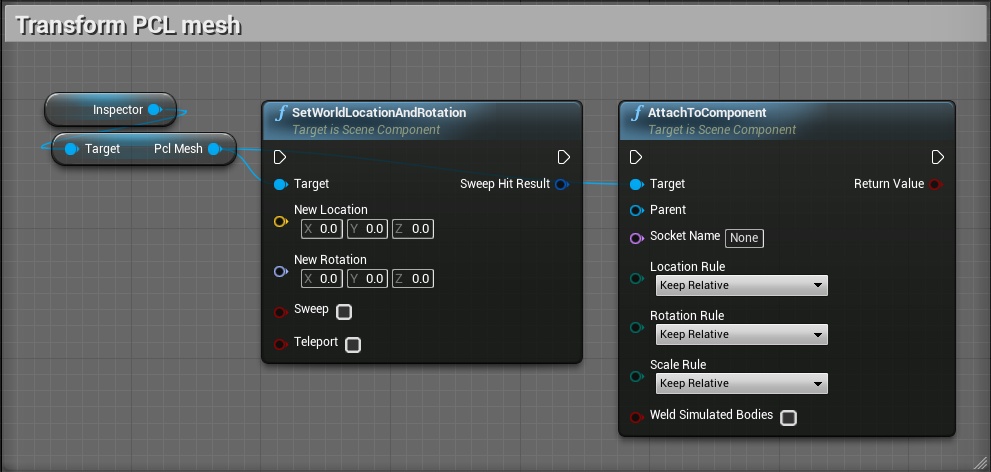 Transform PCL mesh
Inspector
Target Pcl Mesh
f SetWorldLocationAndRotation
Target is Scene Component
Target Sweep Hit Result
New Location
X 0.0 Y 0.0 Z 0.0
New Rotation
X 0.0 Y 0.0 Z 0.0
Sweep
Teleport
f AttachToComponent
Target is Scene Component
Target Return Value
Parent
Socket Name None
Location Rule
Keep Relative
Rotation Rule
Keep Relative
Scale Rule
Keep Relative
Weld Simulated Bodies